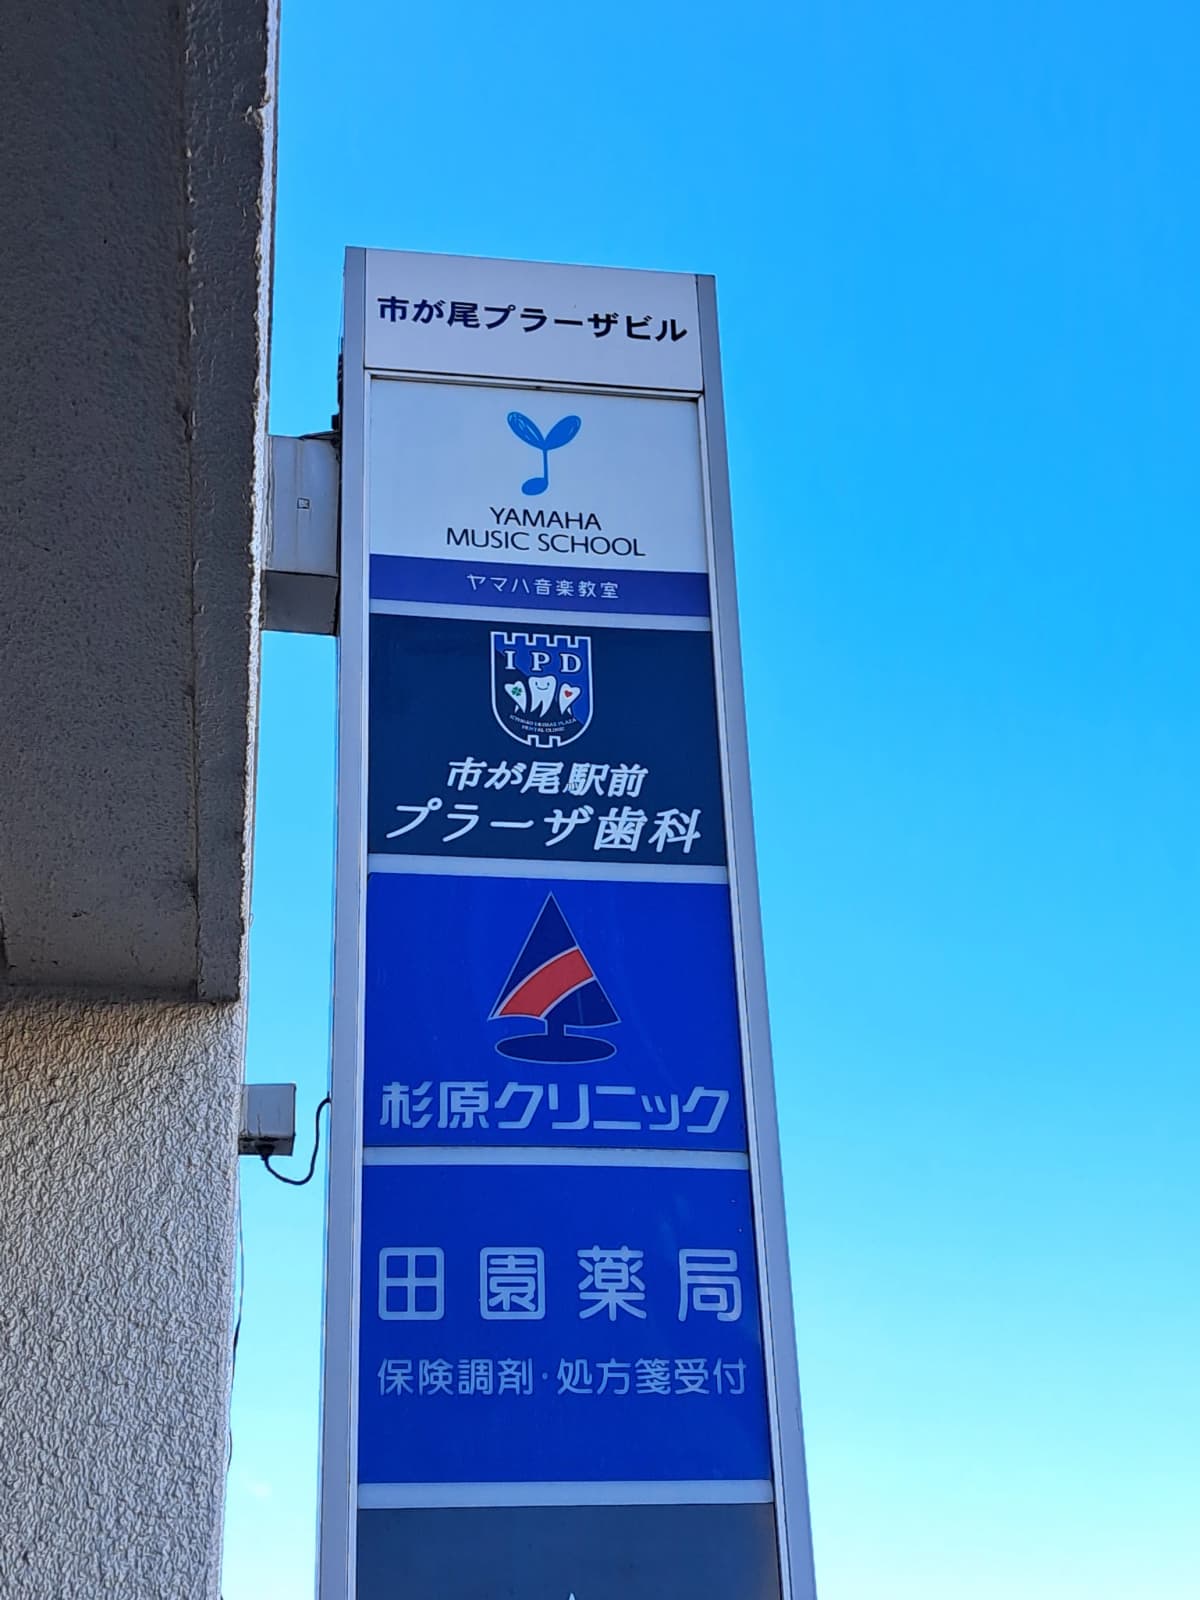 市が尾プラーザビル
YAMAHA
MUSIC SCHOOL
ヤマハ音楽教室
IPD
DENTAL CLINIC
市が尾駅前
プラーザ歯科
杉原クリニック
田園薬局
保険調剤・処方箋受付